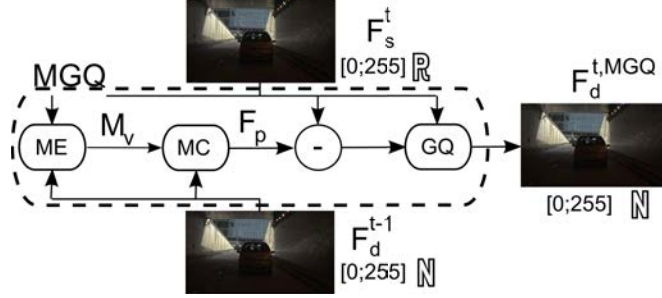 F_s^t
[0;255] ℝ
MGQ
F_d^{t,MGQ}
ME
M_v
MC
F_p
-
GQ
[0;255] ℕ
F_d^{t-1}
[0;255] ℕ